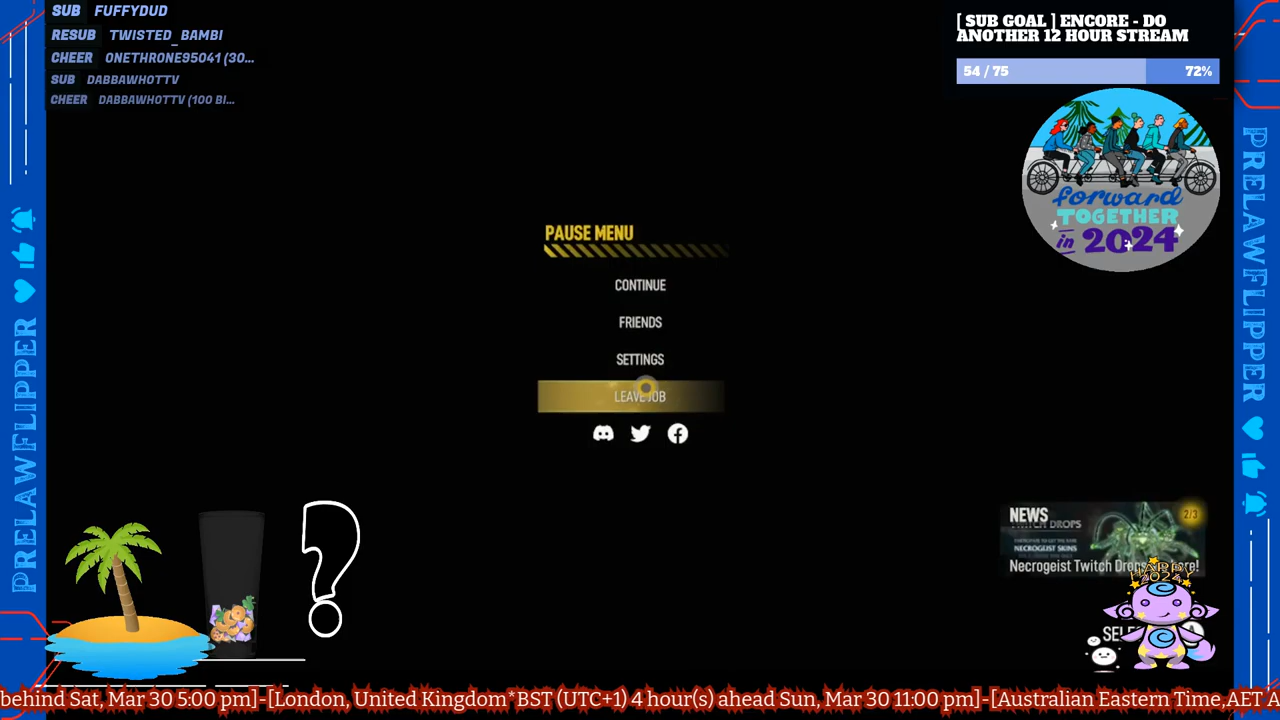 SUB FUFFYDUD
RESUB TWISTED_BAMBI
CHEER ONETHRONE95041 (30...
SUB DABBAWHOTTV
CHEER DABBAWHOTTV (100 BI...
[ SUB GOAL ] ENCORE - DO
ANOTHER 12 HOUR STREAM
54 / 75 72%
forward
TOGETHER
in 2024
PRELAWFLIPPER
PRELAWFLIPPER
PAUSE MENU
CONTINUE
FRIENDS
SETTINGS
LEAVE JOB
NEWS 2/3
TWITCH DROPS
NECROGEIST SKINS
Necrogeist Twitch Drops
HAPPY
2024
behind Sat, Mar 30 5:00 pm]-[London, United Kingdom*BST (UTC+1) 4 hour(s) ahead Sun, Mar 30 11:00 pm]-[Australian Eastern Time,AET A